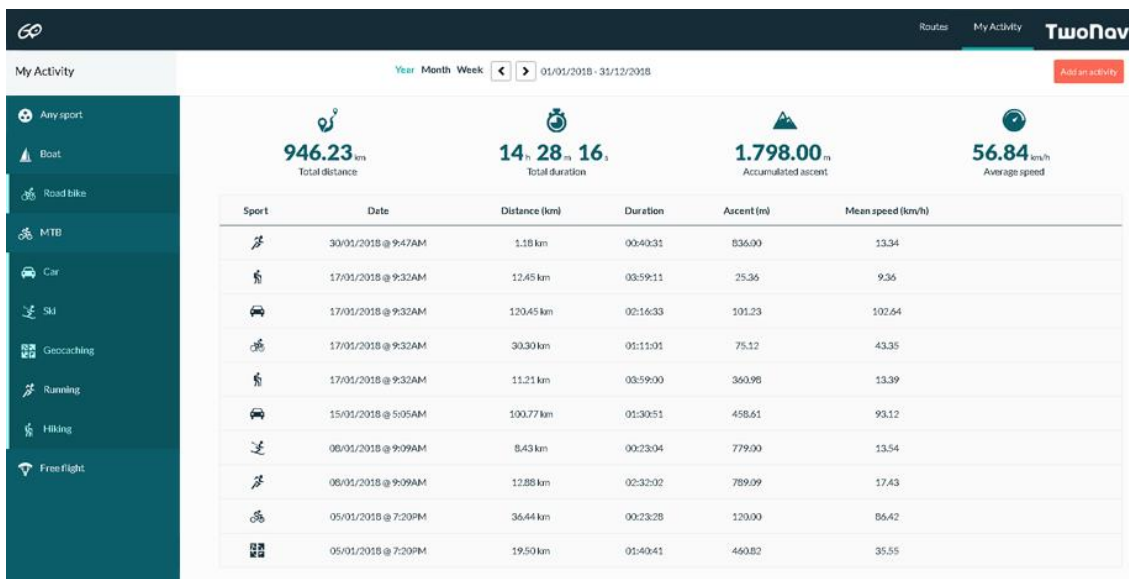 GO Routes My Activity TwoNav
My Activity Year Month Week 01/01/2018 - 31/12/2018 Add an activity
Any sport
Boat
Road bike
MTB
Car
Ski
Geocaching
Running
Hiking
Free flight
946.23 km 14 h 28 m 16 s 1.798.00 m 56.84 km/h
Total distance Total duration Accumulated ascent Average speed
Sport Date Distance (km) Duration Ascent (m) Mean speed (km/h)
30/01/2018 @ 9:47AM 1.18 km 00:40:31 836.00 13.34
17/01/2018 @ 9:32AM 12.45 km 03:59:11 25.36 9.36
17/01/2018 @ 9:32AM 120.45 km 02:16:33 101.23 102.64
17/01/2018 @ 9:32AM 30.30 km 01:11:01 75.12 43.35
17/01/2018 @ 9:32AM 11.21 km 03:59:00 360.98 13.39
15/01/2018 @ 5:05AM 100.77 km 01:30:51 458.61 93.12
08/01/2018 @ 9:09AM 8.43 km 00:23:04 779.00 13.54
08/01/2018 @ 9:09AM 12.88 km 02:32:02 789.09 17.43
05/01/2018 @ 7:20PM 36.44 km 00:23:28 120.00 86.42
05/01/2018 @ 7:20PM 19.50 km 01:40:41 460.82 35.55